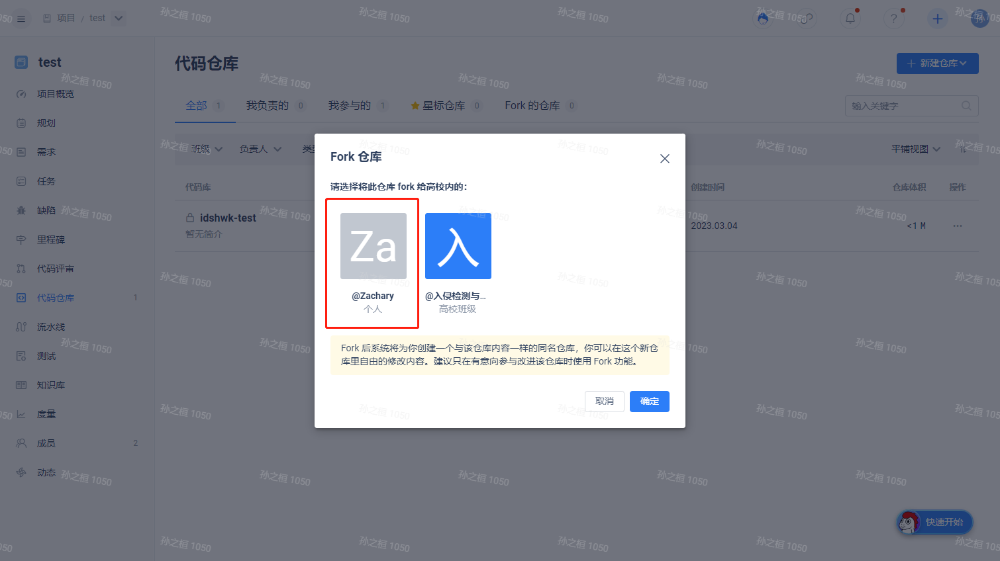 项目 / test
孙
test
项目概览
规划
需求
任务
缺陷
里程碑
代码评审
代码仓库 1
流水线
测试
知识库
度量
成员 2
动态
代码仓库
新建仓库
全部 1 我负责的 0 我参与的 1 星标仓库 0 Fork 的仓库 0
输入关键字
班级 负责人 类型 平铺视图
代码库 创建时间 仓库体积 操作
idshwk-test
暂无简介
2023.03.04 <1 M
Fork 仓库
请选择将此仓库 fork 给高校内的：
Za
入
@Zachary
个人
@入侵检测与...
高校班级
Fork 后系统将为你创建一个与该仓库内容一样的同名仓库，你可以在这个新仓
库里自由的修改内容。建议只在有意向参与改进该仓库时使用 Fork 功能。
取消 确定
快速开始
孙之桓 1050